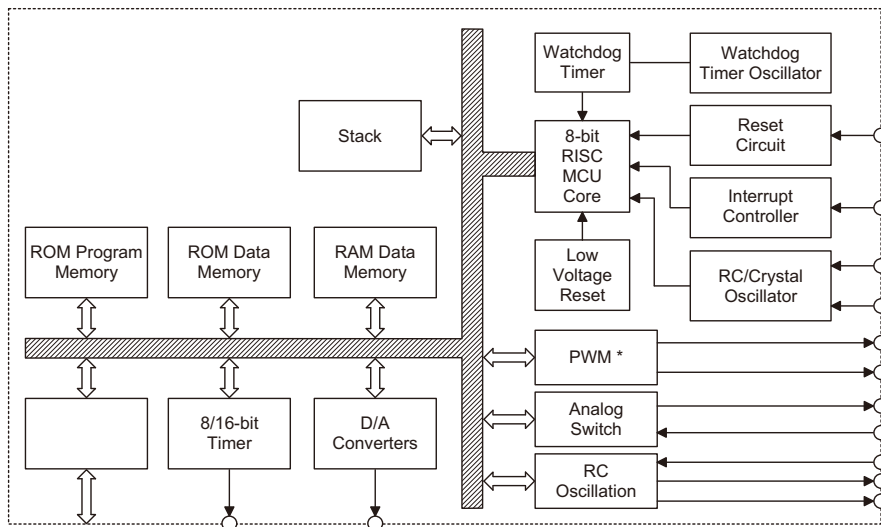 Watchdog
Timer
Watchdog
Timer Oscillator
Stack
8-bit
RISC
MCU
Core
Reset
Circuit
Interrupt
Controller
ROM Program
Memory
ROM Data
Memory
RAM Data
Memory
Low
Voltage
Reset
RC/Crystal
Oscillator
PWM *
8/16-bit
Timer
D/A
Converters
Analog
Switch
RC
Oscillation